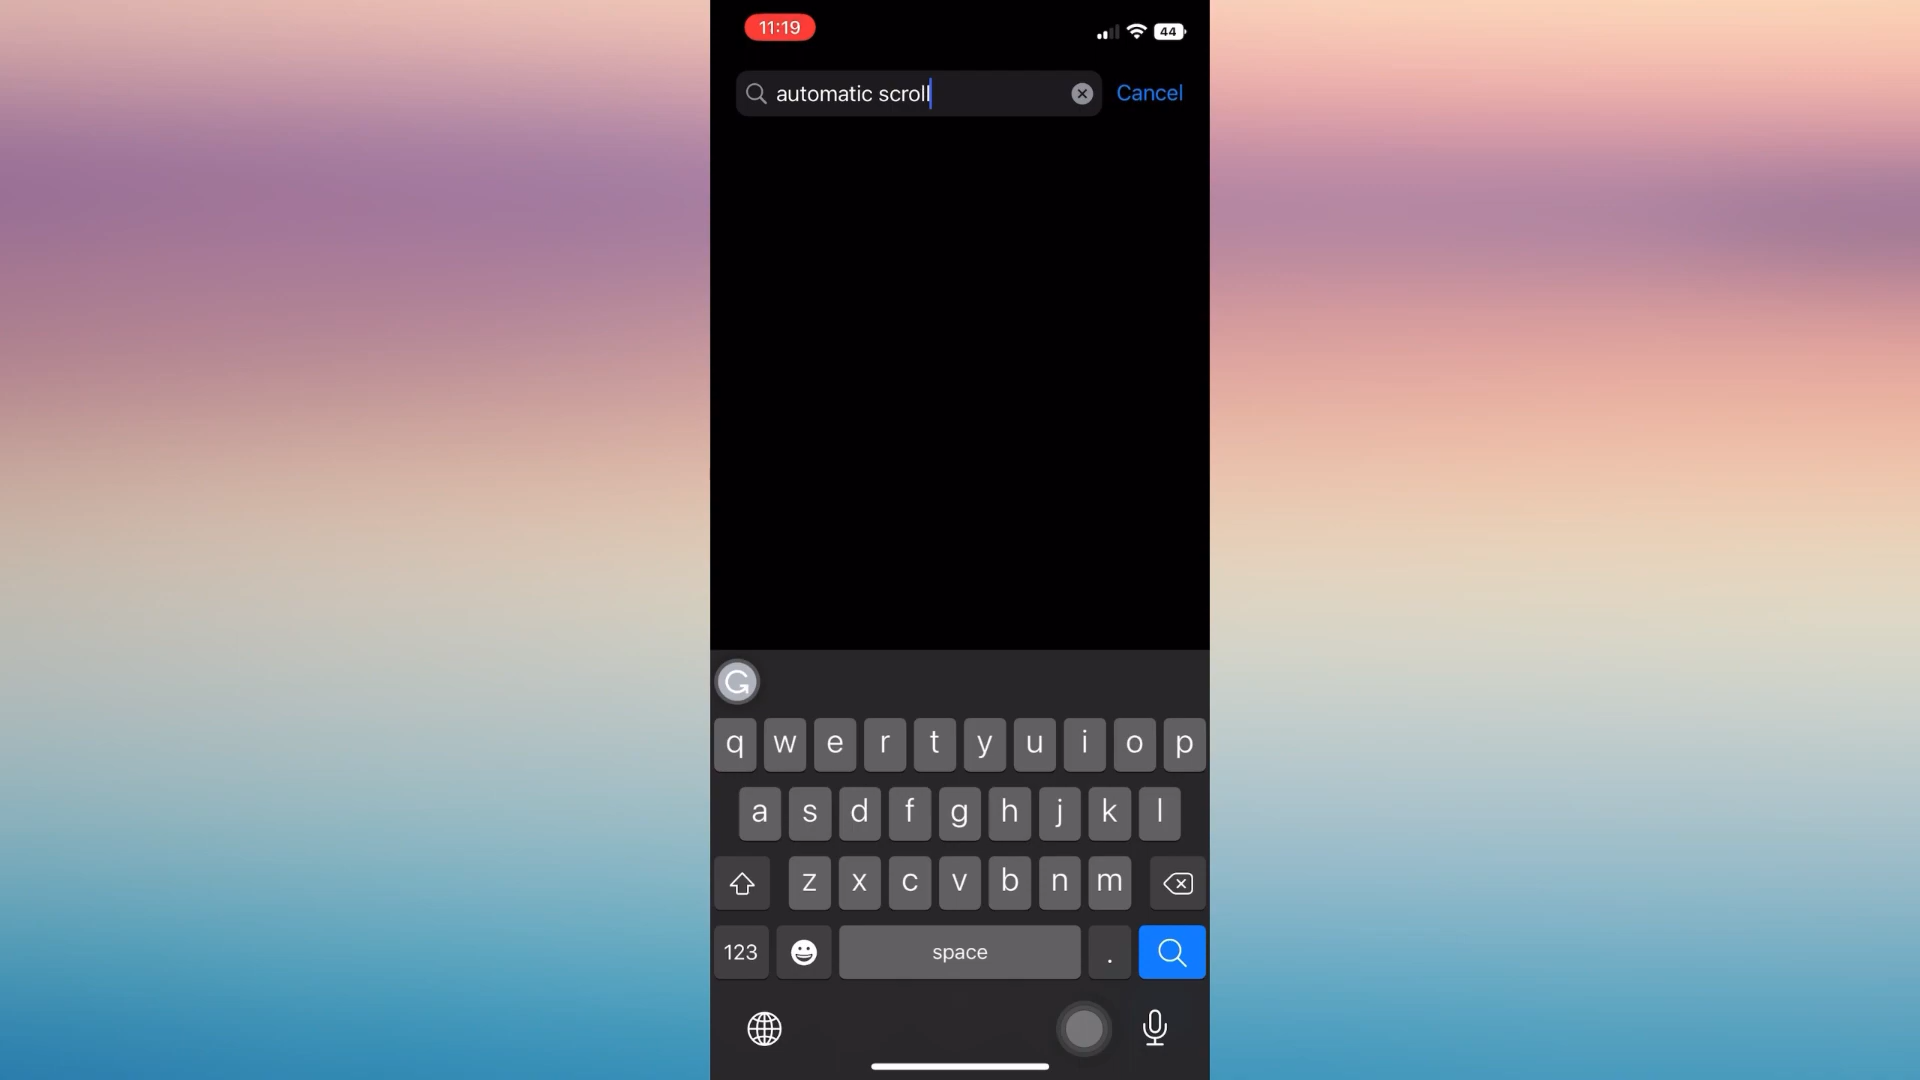 11:19
44
automatic scroll
Cancel
q w e r t y u i o p
a s d f g h j k l
z x c v b n m
123 space .